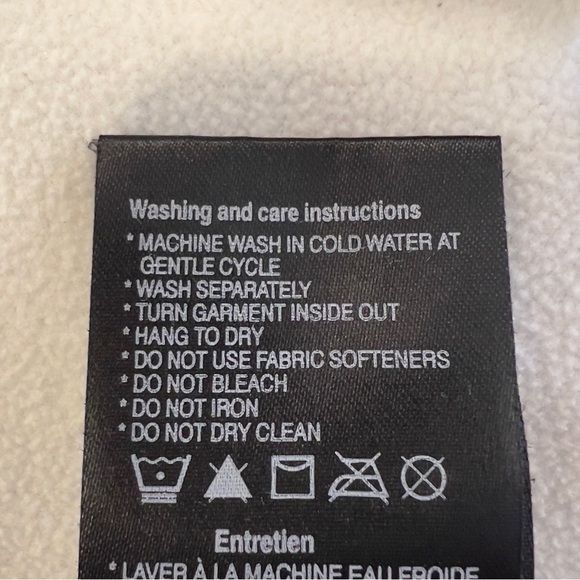 Washing and care instructions
* MACHINE WASH IN COLD WATER AT
GENTLE CYCLE
* WASH SEPARATELY
* TURN GARMENT INSIDE OUT
* HANG TO DRY
* DO NOT USE FABRIC SOFTENERS
* DO NOT BLEACH
* DO NOT IRON
* DO NOT DRY CLEAN
Entretien
* LAVER À LA MACHINE EAU FROIDE